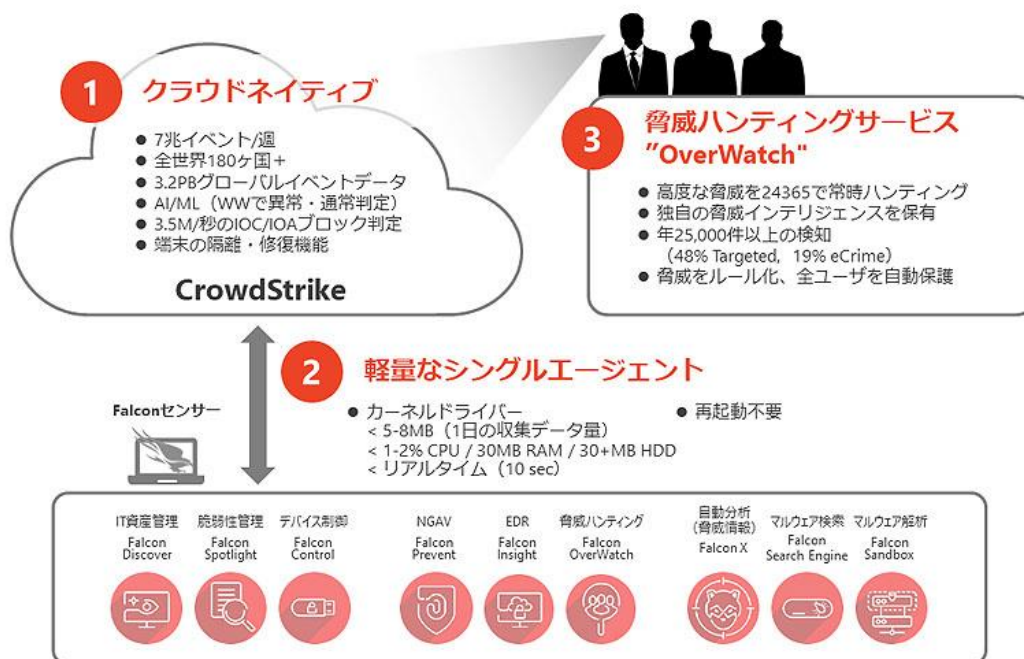 1 クラウドネイティブ
● 7兆イベント/週
● 全世界180ヶ国＋
● 3.2PBグローバルイベントデータ
● AI/ML（WWで異常・通常判定）
● 3.5M/秒のIOC/IOAブロック判定
● 端末の隔離・修復機能
CrowdStrike
3 脅威ハンティングサービス
”OverWatch"
● 高度な脅威を24365で常時ハンティング
● 独自の脅威インテリジェンスを保有
● 年25,000件以上の検知
（48% Targeted, 19% eCrime）
● 脅威をルール化、全ユーザを自動保護
2 軽量なシングルエージェント
Falconセンサー
● カーネルドライバー
< 5-8MB（1日の収集データ量）
< 1-2% CPU / 30MB RAM / 30+MB HDD
< リアルタイム（10 sec）
● 再起動不要
IT資産管理
Falcon
Discover
脆弱性管理
Falcon
Spotlight
デバイス制御
Falcon
Control
NGAV
Falcon
Prevent
EDR
Falcon
Insight
脅威ハンティング
Falcon
OverWatch
自動分析
（脅威情報）
Falcon X
マルウェア検索
Falcon
Search Engine
マルウェア解析
Falcon
Sandbox